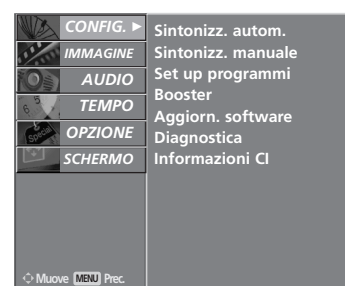 CONFIG. ►
IMMAGINE
AUDIO
TEMPO
OPZIONE
SCHERMO
Sintonizz. autom.
Sintonizz. manuale
Set up programmi
Booster
Aggiorn. software
Diagnostica
Informazioni CI
Muove MENU Prec.
Special